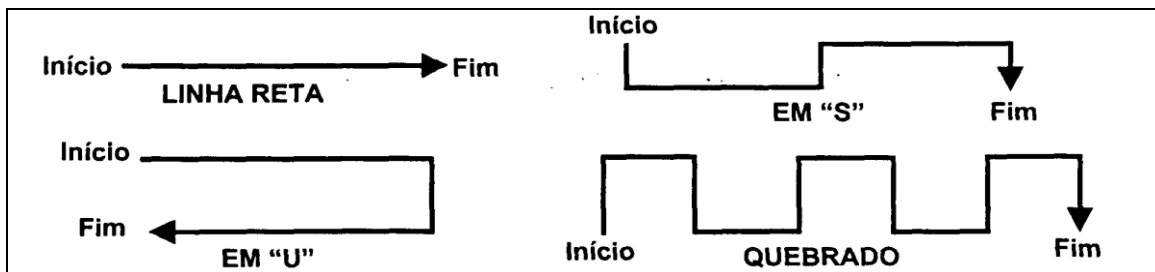 Início
Fim
LINHA RETA
Início
EM “S”
Fim
Início
Fim
EM “U”
Início
QUEBRADO
Fim